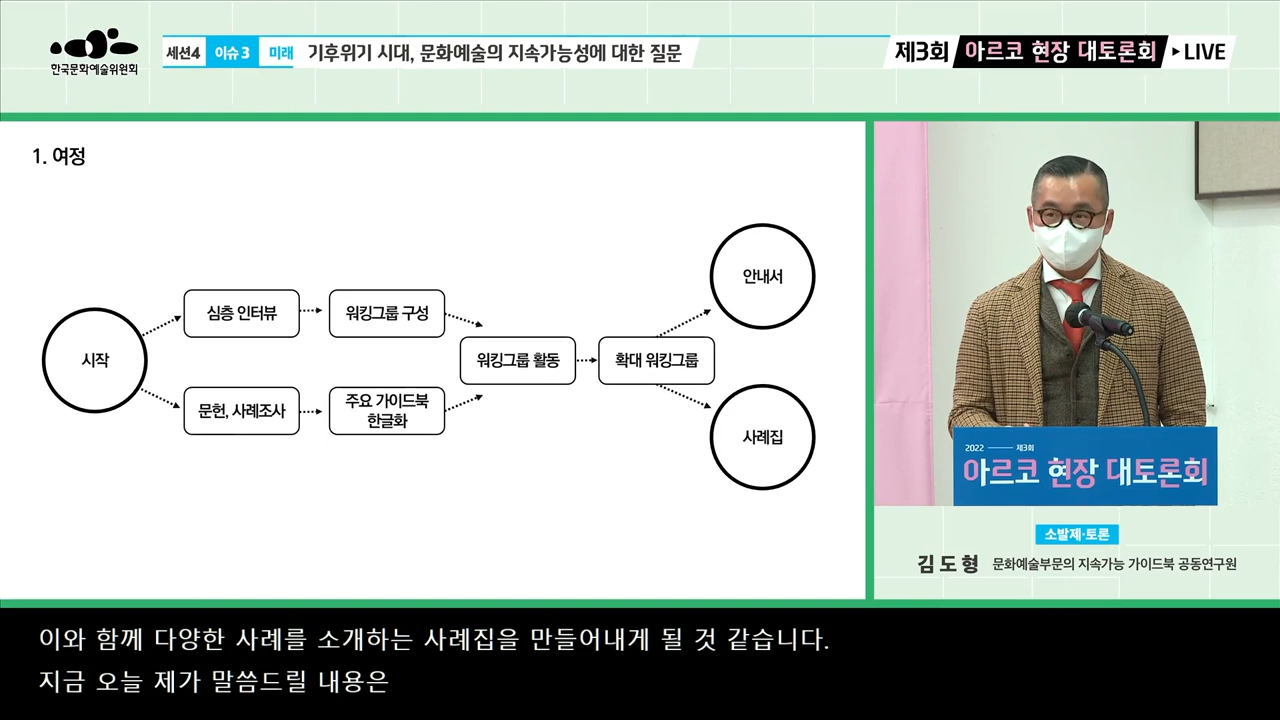 한국문화예술위원회
세션4 이슈 3 미래 기후위기 시대, 문화예술의 지속가능성에 대한 질문
제3회 아르코 현장 대토론회 ▸LIVE
1. 여정
시작
심층 인터뷰
워킹그룹 구성
문헌, 사례조사
주요 가이드북
한글화
워킹그룹 활동
확대 워킹그룹
안내서
사례집
2022 제3회
아르코 현장 대토론회
소발제·토론
김도형 문화예술부문의 지속가능 가이드북 공동연구원
이와 함께 다양한 사례를 소개하는 사례집을 만들어내게 될 것 같습니다.
지금 오늘 제가 말씀드릴 내용은